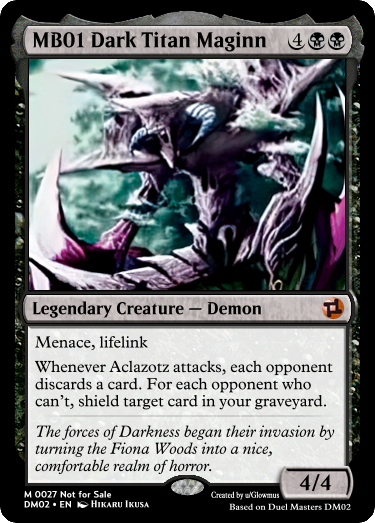 MB01 Dark Titan Maginn 4
Legendary Creature — Demon
Menace, lifelink
Whenever Aclazotz attacks, each opponent
discards a card. For each opponent who
can't, shield target card in your graveyard.
The forces of Darkness began their invasion by
turning the Fiona Woods into a nice,
comfortable realm of horror.
4/4
M 0027 Not for Sale
DM02 • EN Hikaru Ikusa
Created by u/Glowmus
Based on Duel Masters DM02